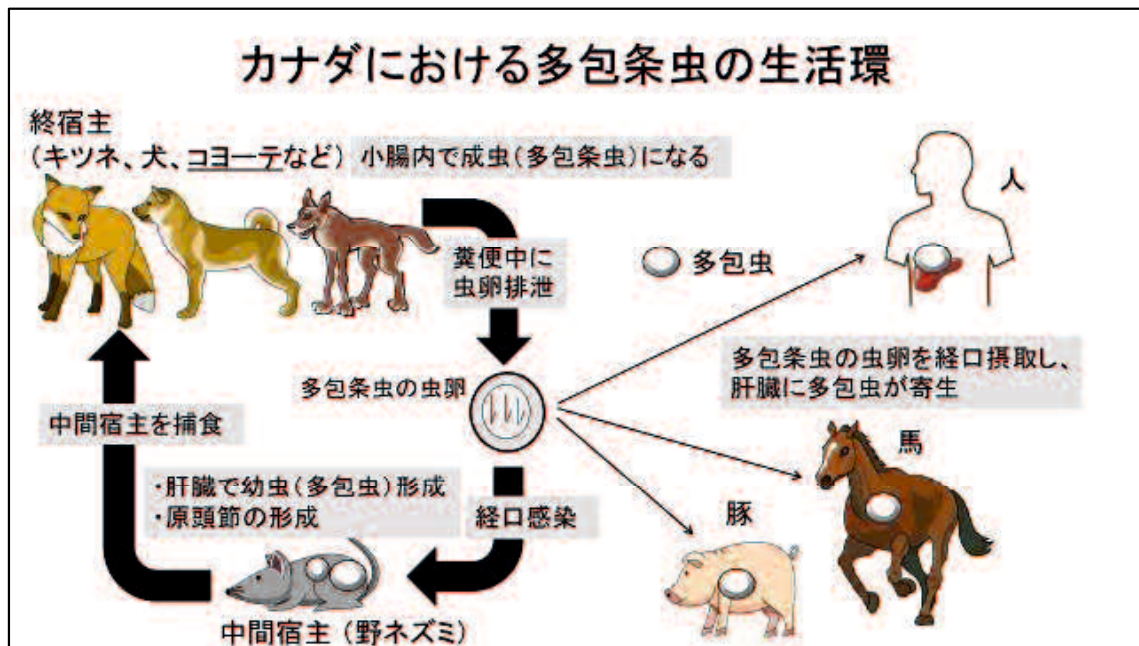 カナダにおける多包条虫の生活環
終宿主
（キツネ、犬、コヨーテなど）
小腸内で成虫（多包条虫）になる
糞便中に
虫卵排泄
多包虫
人
多包条虫の虫卵
多包条虫の虫卵を経口摂取し、
肝臓に多包虫が寄生
中間宿主を捕食
馬
・肝臓で幼虫（多包虫）形成
・原頭節の形成
経口感染
豚
中間宿主（野ネズミ）